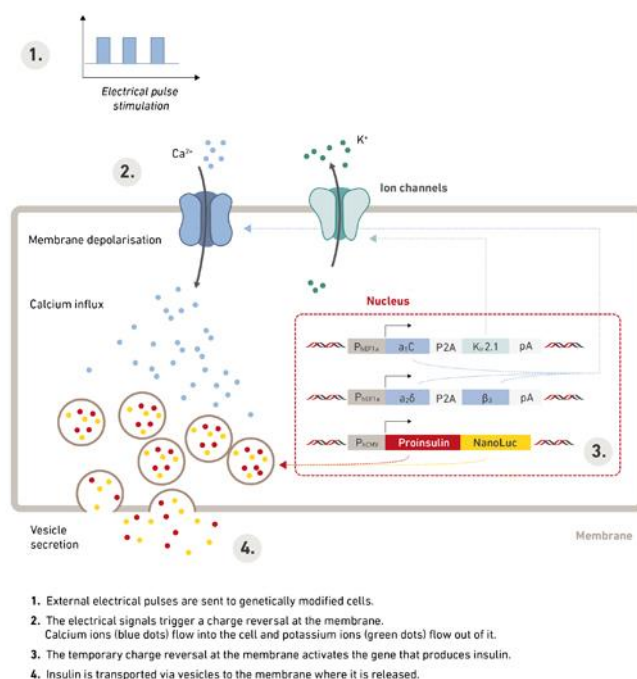 1.
Electrical pulse
stimulation
2.
Ca²⁺
K⁺
Ion channels
Membrane depolarisation
Calcium influx
Nucleus
PhEF1α α₁C P2A Kir2.1 pA
PhEF1α α₂δ P2A β₃ pA
PhCMV Proinsulin NanoLuc
3.
Vesicle
secretion
4.
Membrane
1. External electrical pulses are sent to genetically modified cells.
2. The electrical signals trigger a charge reversal at the membrane.
Calcium ions (blue dots) flow into the cell and potassium ions (green dots) flow out of it.
3. The temporary charge reversal at the membrane activates the gene that produces insulin.
4. Insulin is transported via vesicles to the membrane where it is released.